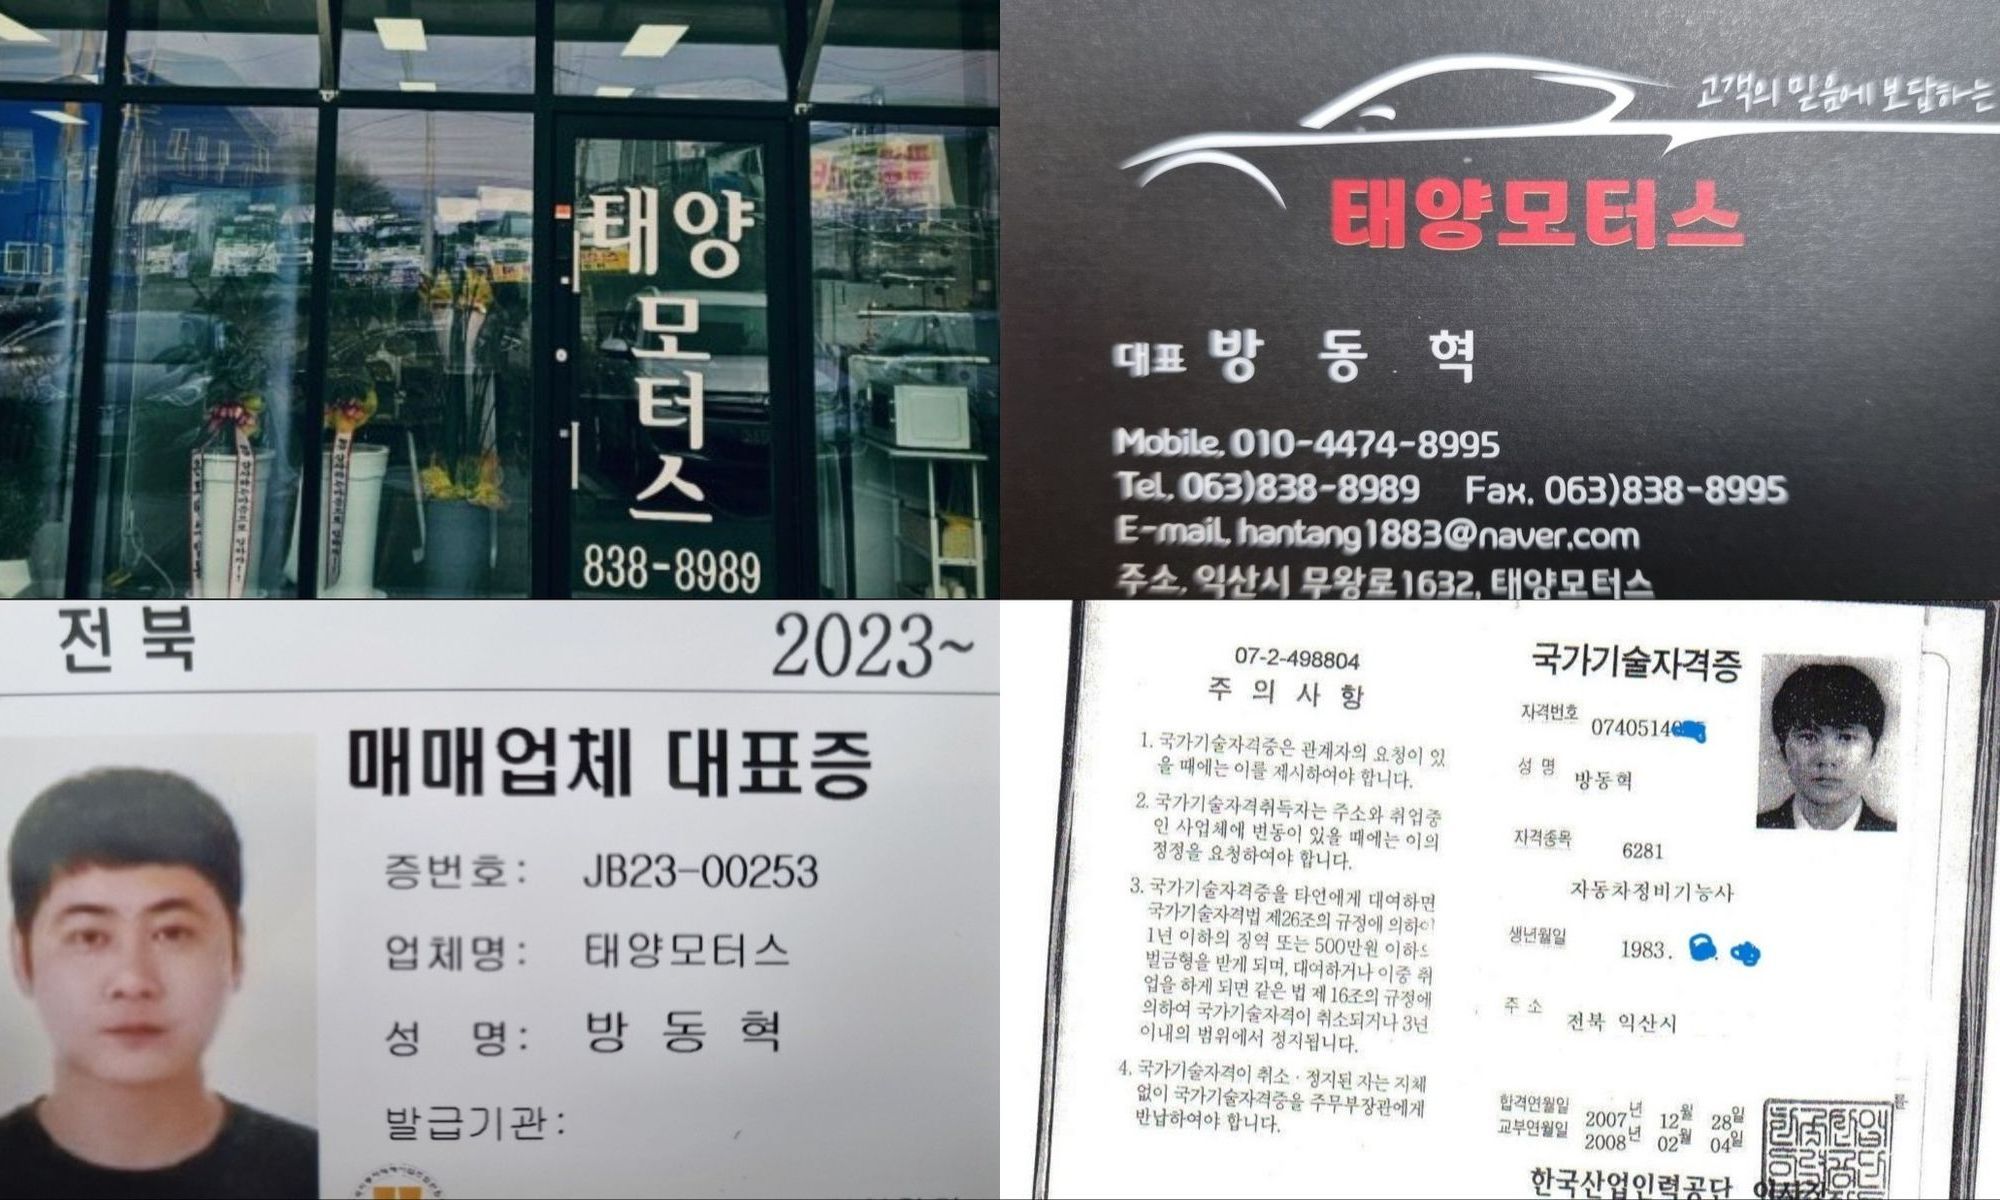 태양
모
터
스
838-8989
고객의 믿음에 보답하는
태양모터스
대표 방 동 혁
Mobile. 010-4474-8995
Tel. 063)838-8989 Fax. 063)838-8995
E-mail. hantang1883@naver.com
주소. 익산시 무왕로1632, 태양모터스
전북 2023~
매매업체 대표증
증번호: JB23-00253
업체명: 태양모터스
성 명: 방 동 혁
발급기관:
07-2-498804
주 의 사 항
1. 국가기술자격증은 관계자의 요청이 있
을 때에는 이를 제시하여야 합니다.
2. 국가기술자격취득자는 주소와 취업중
인 사업체에 변동이 있을 때에는 이의
정정을 요청하여야 합니다.
3. 국가기술자격증을 타인에게 대여하면
국가기술자격법 제26조의 규정에 의하여
1년 이하의 징역 또는 500만원 이하의
벌금형을 받게 되며, 대여하거나 이중 취
업을 하게 되면 같은 법 제16조의 규정에
의하여 국가기술자격이 취소되거나 3년
이내의 범위에서 정지됩니다.
4. 국가기술자격이 취소·정지된 자는 지체
없이 국가기술자격증을 주무부장관에게
반납하여야 합니다.
국가기술자격증
자격번호 0740514
성 명 방동혁
자격종목 6281
자동차정비기능사
생년월일 1983.
주 소 전북 익산시
합격연월일 2007년 12월 28일
교부연월일 2008년 02월 04일
한국산업인력공단